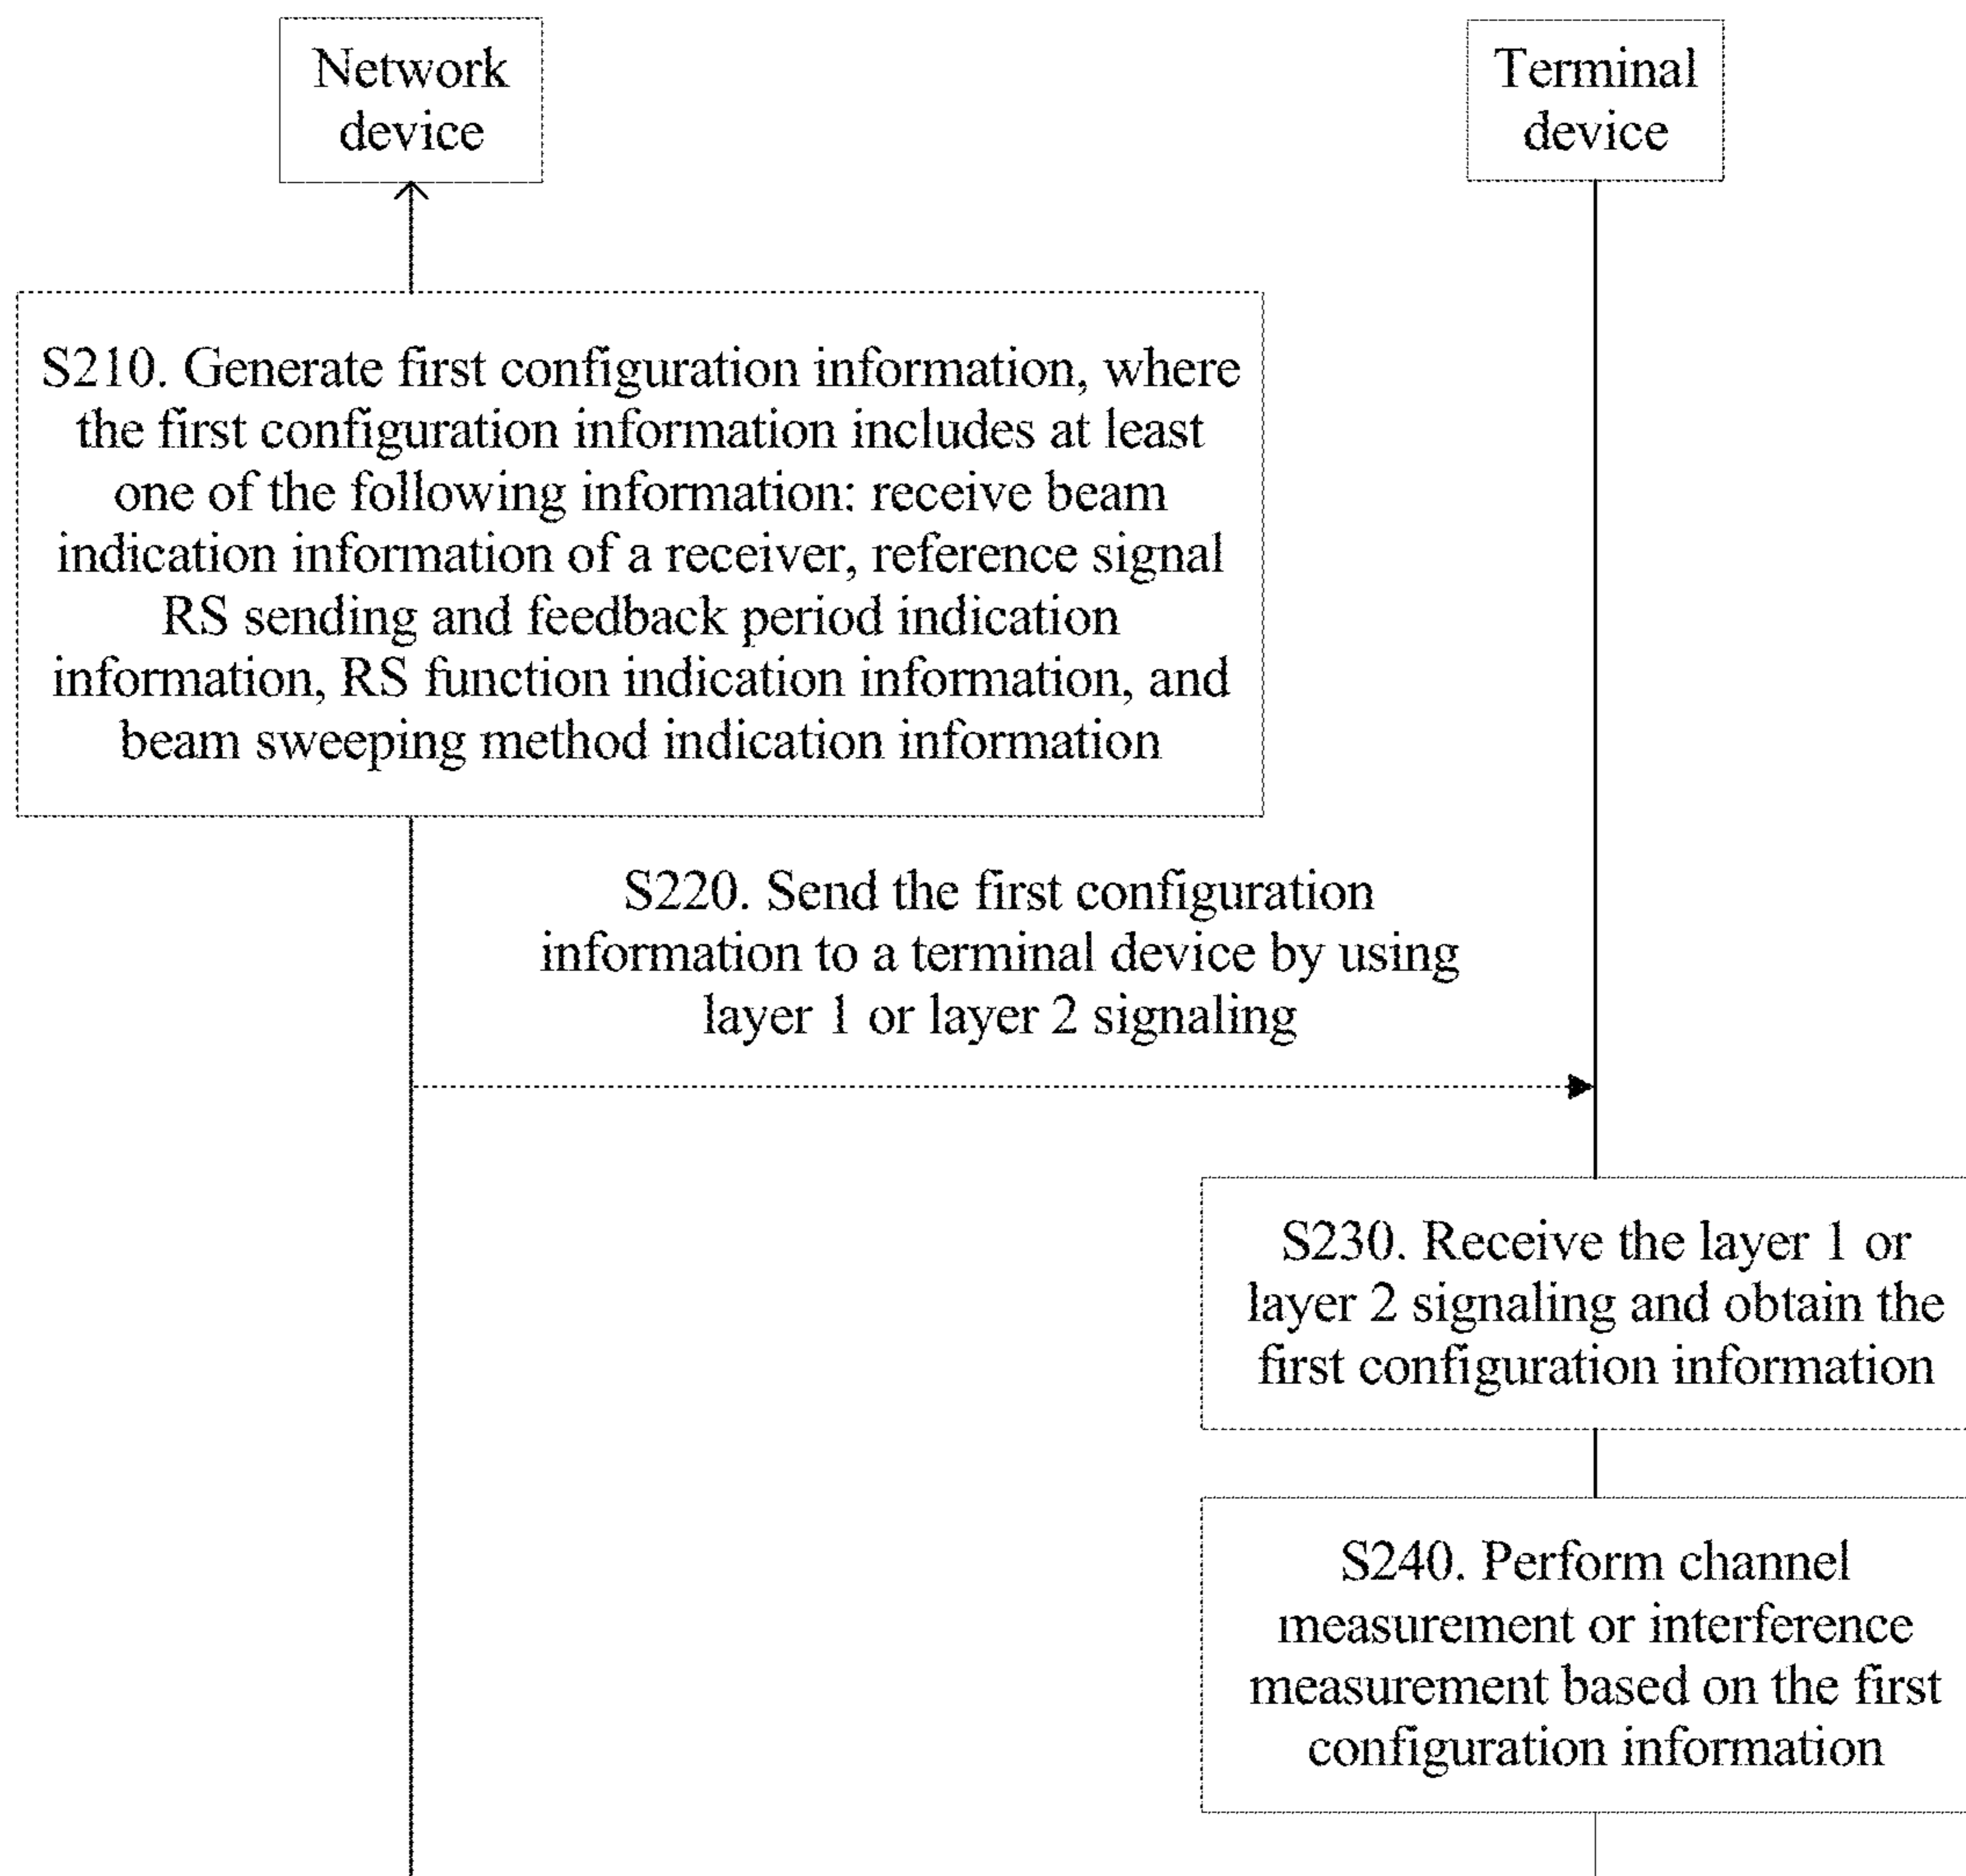 Network
device
Terminal
device
S210. Generate first configuration information, where
the first configuration information includes at least
one of the following information: receive beam
indication information of a receiver, reference signal
RS sending and feedback period indication
information, RS function indication information, and
beam sweeping method indication information
S220. Send the first configuration
information to a terminal device by using
layer 1 or layer 2 signaling
S230. Receive the layer 1 or
layer 2 signaling and obtain the
first configuration information
S240. Perform channel
measurement or interference
measurement based on the first
configuration information